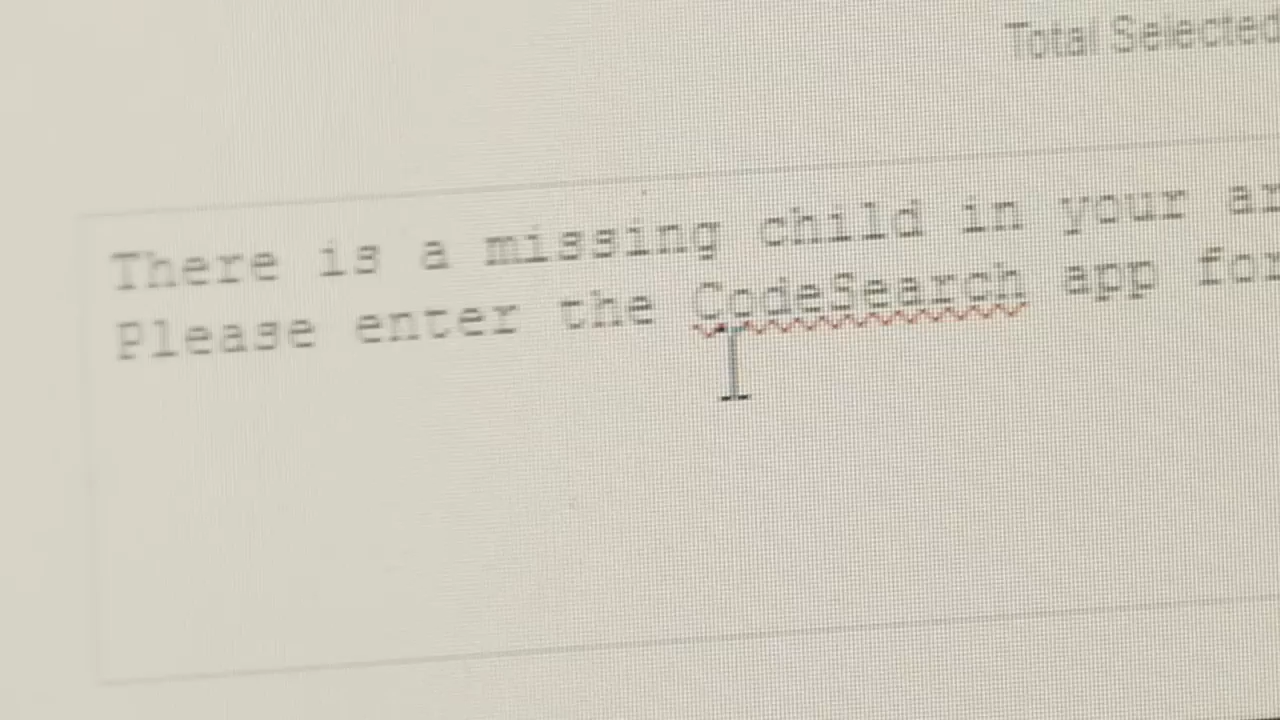 Total Selected
There is a missing child in your
Please enter the CodeSearch app for